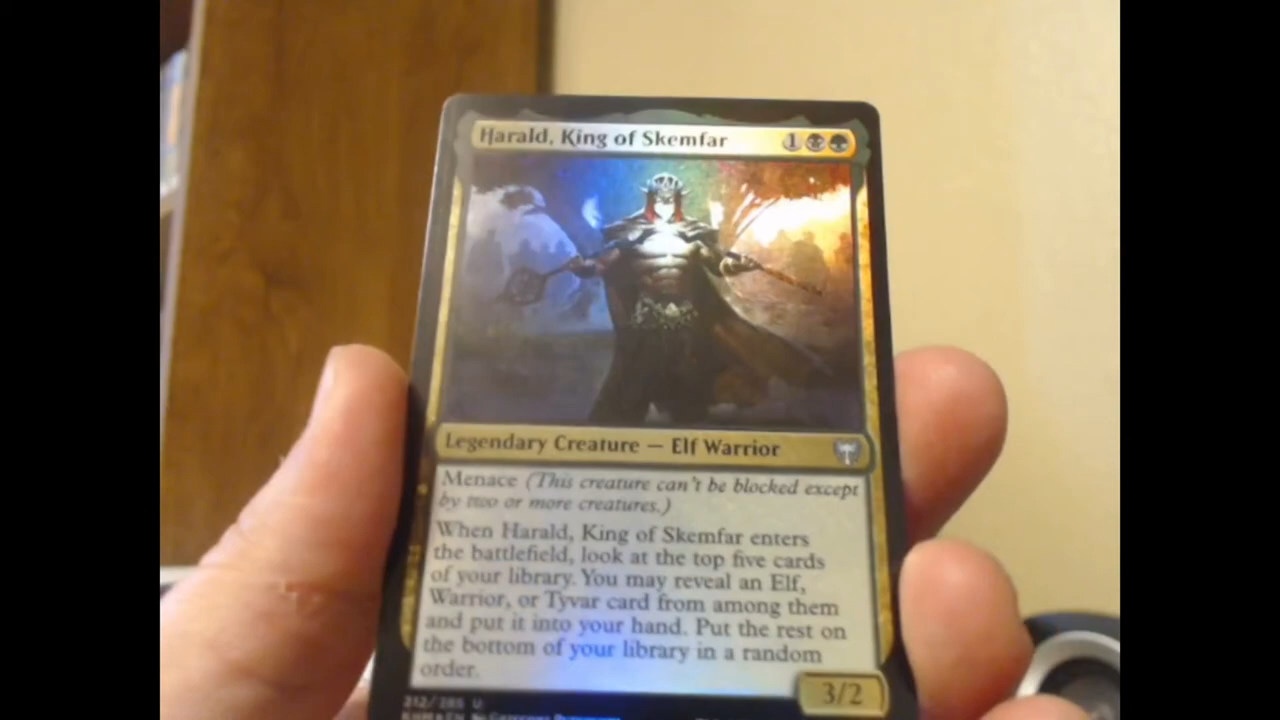 Harald, King of Skemfar 1
Legendary Creature — Elf Warrior
Menace (This creature can't be blocked except
by two or more creatures.)
When Harald, King of Skemfar enters
the battlefield, look at the top five cards
of your library. You may reveal an Elf,
Warrior, or Tyvar card from among them
and put it into your hand. Put the rest on
the bottom of your library in a random
order.
3/2
212/285 U